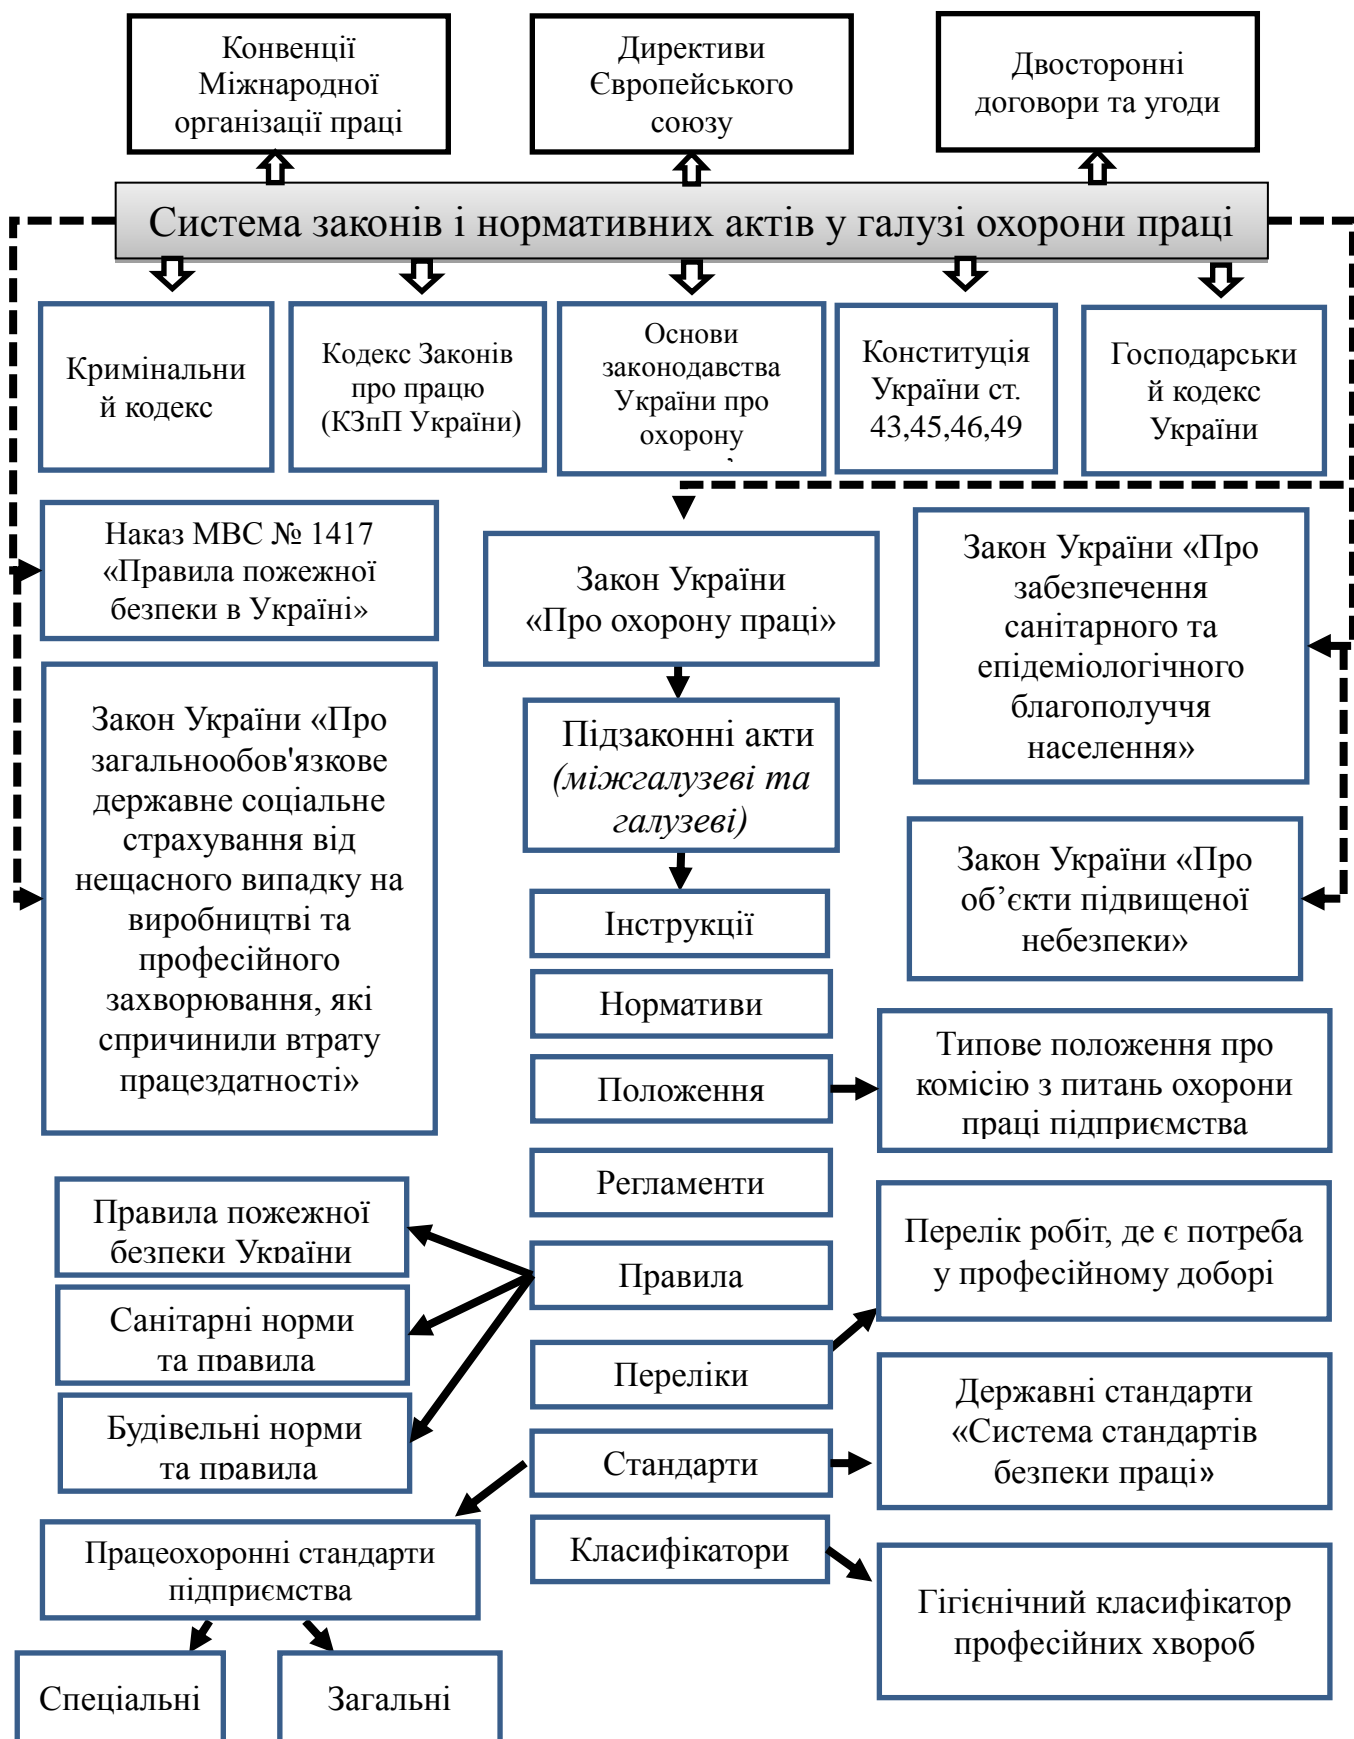 Конвенції
Міжнародної
організації праці
Директиви
Європейського
союзу
Двосторонні
договори та угоди
Система законів і нормативних актів у галузі охорони праці
Кримінальни
й кодекс
Кодекс Законів
про працю
(КЗпП України)
Основи
законодавства
України про
охорону
Конституція
України ст.
43,45,46,49
Господарськи
й кодекс
України
Наказ МВС № 1417
«Правила пожежної
безпеки в Україні»
Закон України
«Про охорону праці»
Закон України «Про
забезпечення
санітарного та
епідеміологічного
благополуччя
населення»
Закон України «Про
загальнообов'язкове
державне соціальне
страхування від
нещасного випадку на
виробництві та
професійного
захворювання, які
спричинили втрату
працездатності»
Підзаконні акти
(міжгалузеві та
галузеві)
Закон України «Про
об’єкти підвищеної
небезпеки»
Інструкції
Нормативи
Положення
Типове положення про
комісію з питань охорони
праці підприємства
Регламенти
Правила пожежної
безпеки України
Правила
Перелік робіт, де є потреба
у професійному доборі
Санітарні норми
та правила
Переліки
Будівельні норми
та правила
Стандарти
Державні стандарти
«Система стандартів
безпеки праці»
Працеохоронні стандарти
підприємства
Класифікатори
Гігієнічний класифікатор
професійних хвороб
Спеціальні
Загальні